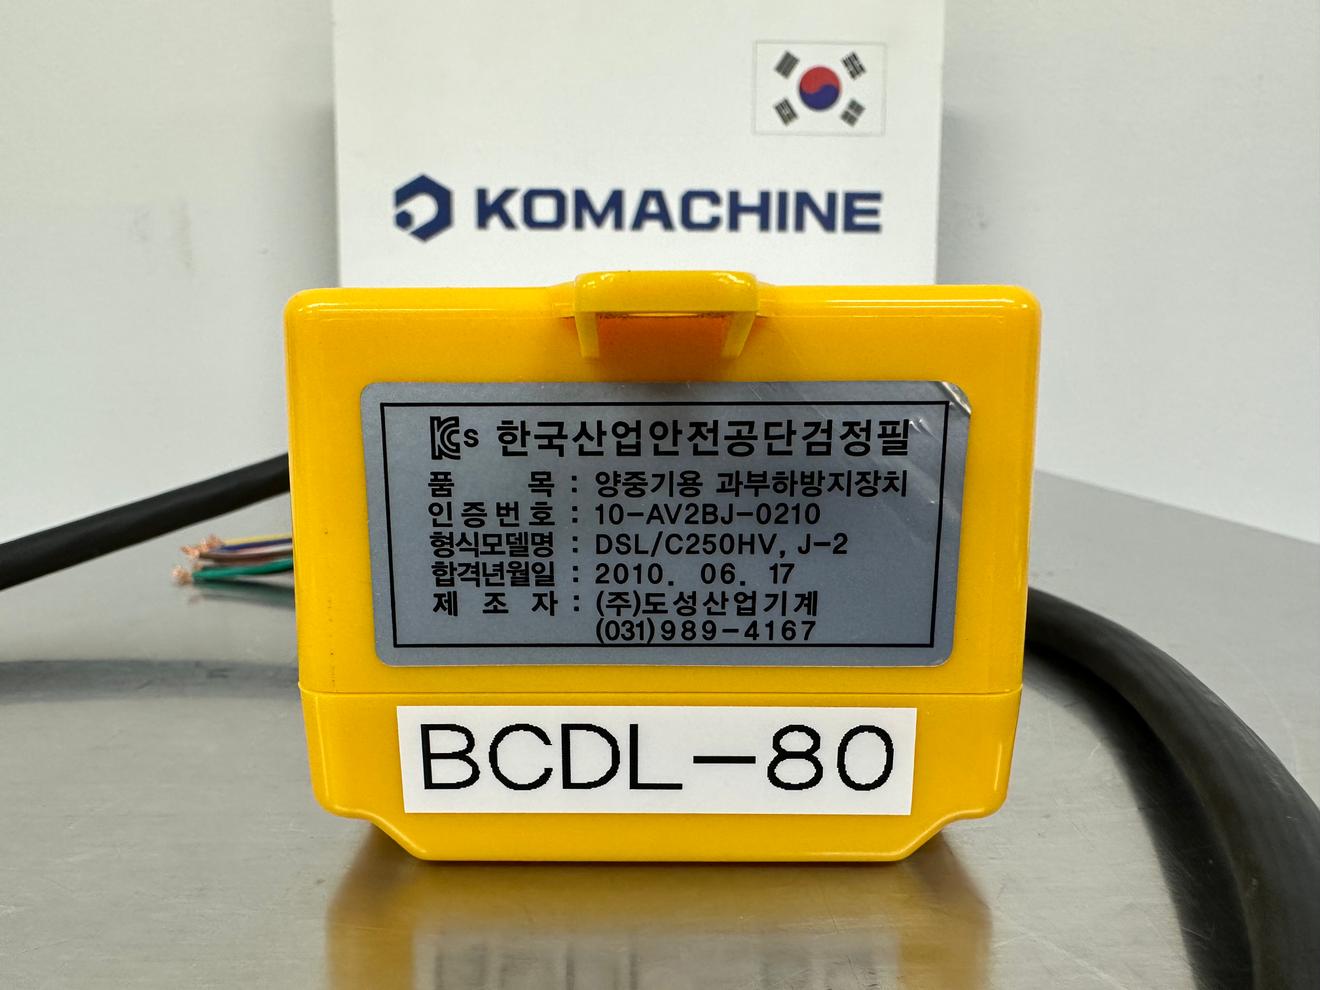 KOMACHINE
KCs 한국산업안전공단검정필
품 목 : 양중기용 과부하방지장치
인증번호 : 10-AV2BJ-0210
형식모델명 : DSL/C250HV, J-2
합격년월일 : 2010. 06. 17
제 조 자 : (주)도성산업기계
(031)989-4167
BCDL-80